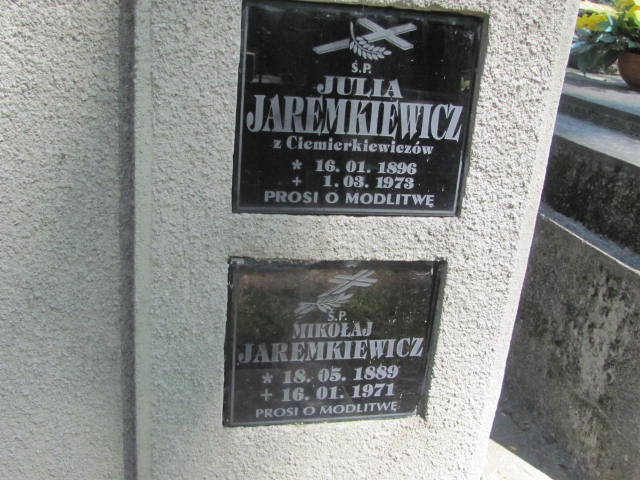 Ś.P.
JULIA
JAREMKIEWICZ
z Ciemierkiewiczów
* 16. 01. 1896
+ 1. 03. 1973
PROSI O MODLITWĘ
Ś.P.
MIKOŁAJ
JAREMKIEWICZ
* 18. 05. 1889
+ 16. 01. 1971
PROSI O MODLITWĘ